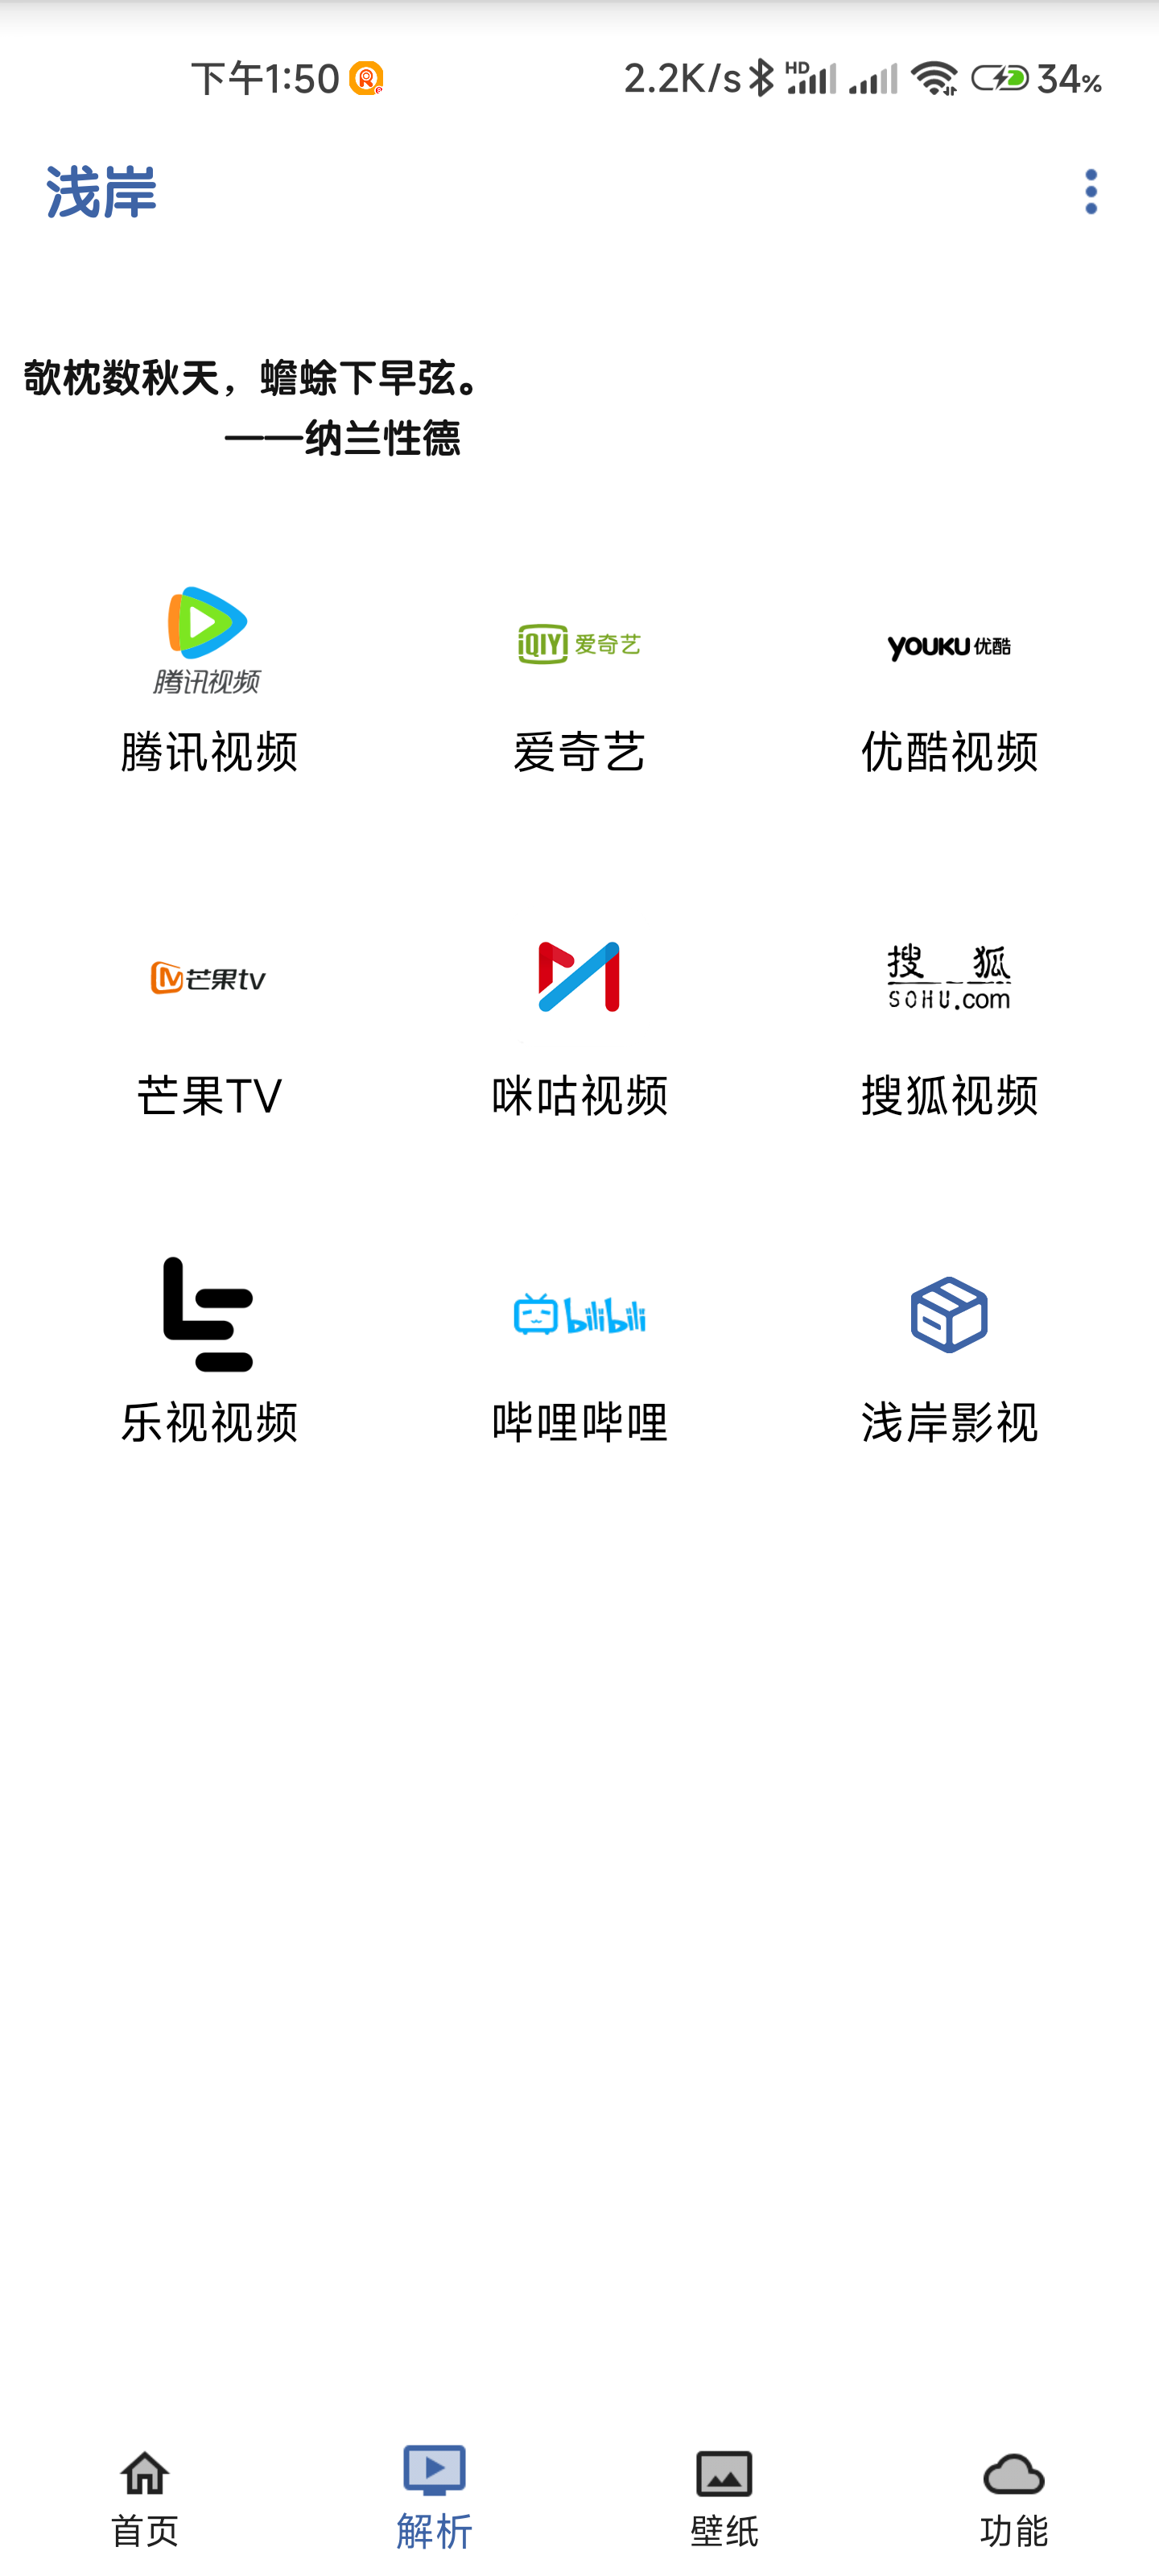 下午1:50 2.2K/s HD 34%
浅岸
欹枕数秋天，蟾蜍下早弦。
——纳兰性德
腾讯视频 iQIYI 爱奇艺 YOUKU 优酷
腾讯视频 爱奇艺 优酷视频
芒果tv 搜 狐
SOHU.com
芒果TV 咪咕视频 搜狐视频
bilibili
乐视视频 哔哩哔哩 浅岸影视
首页 解析 壁纸 功能